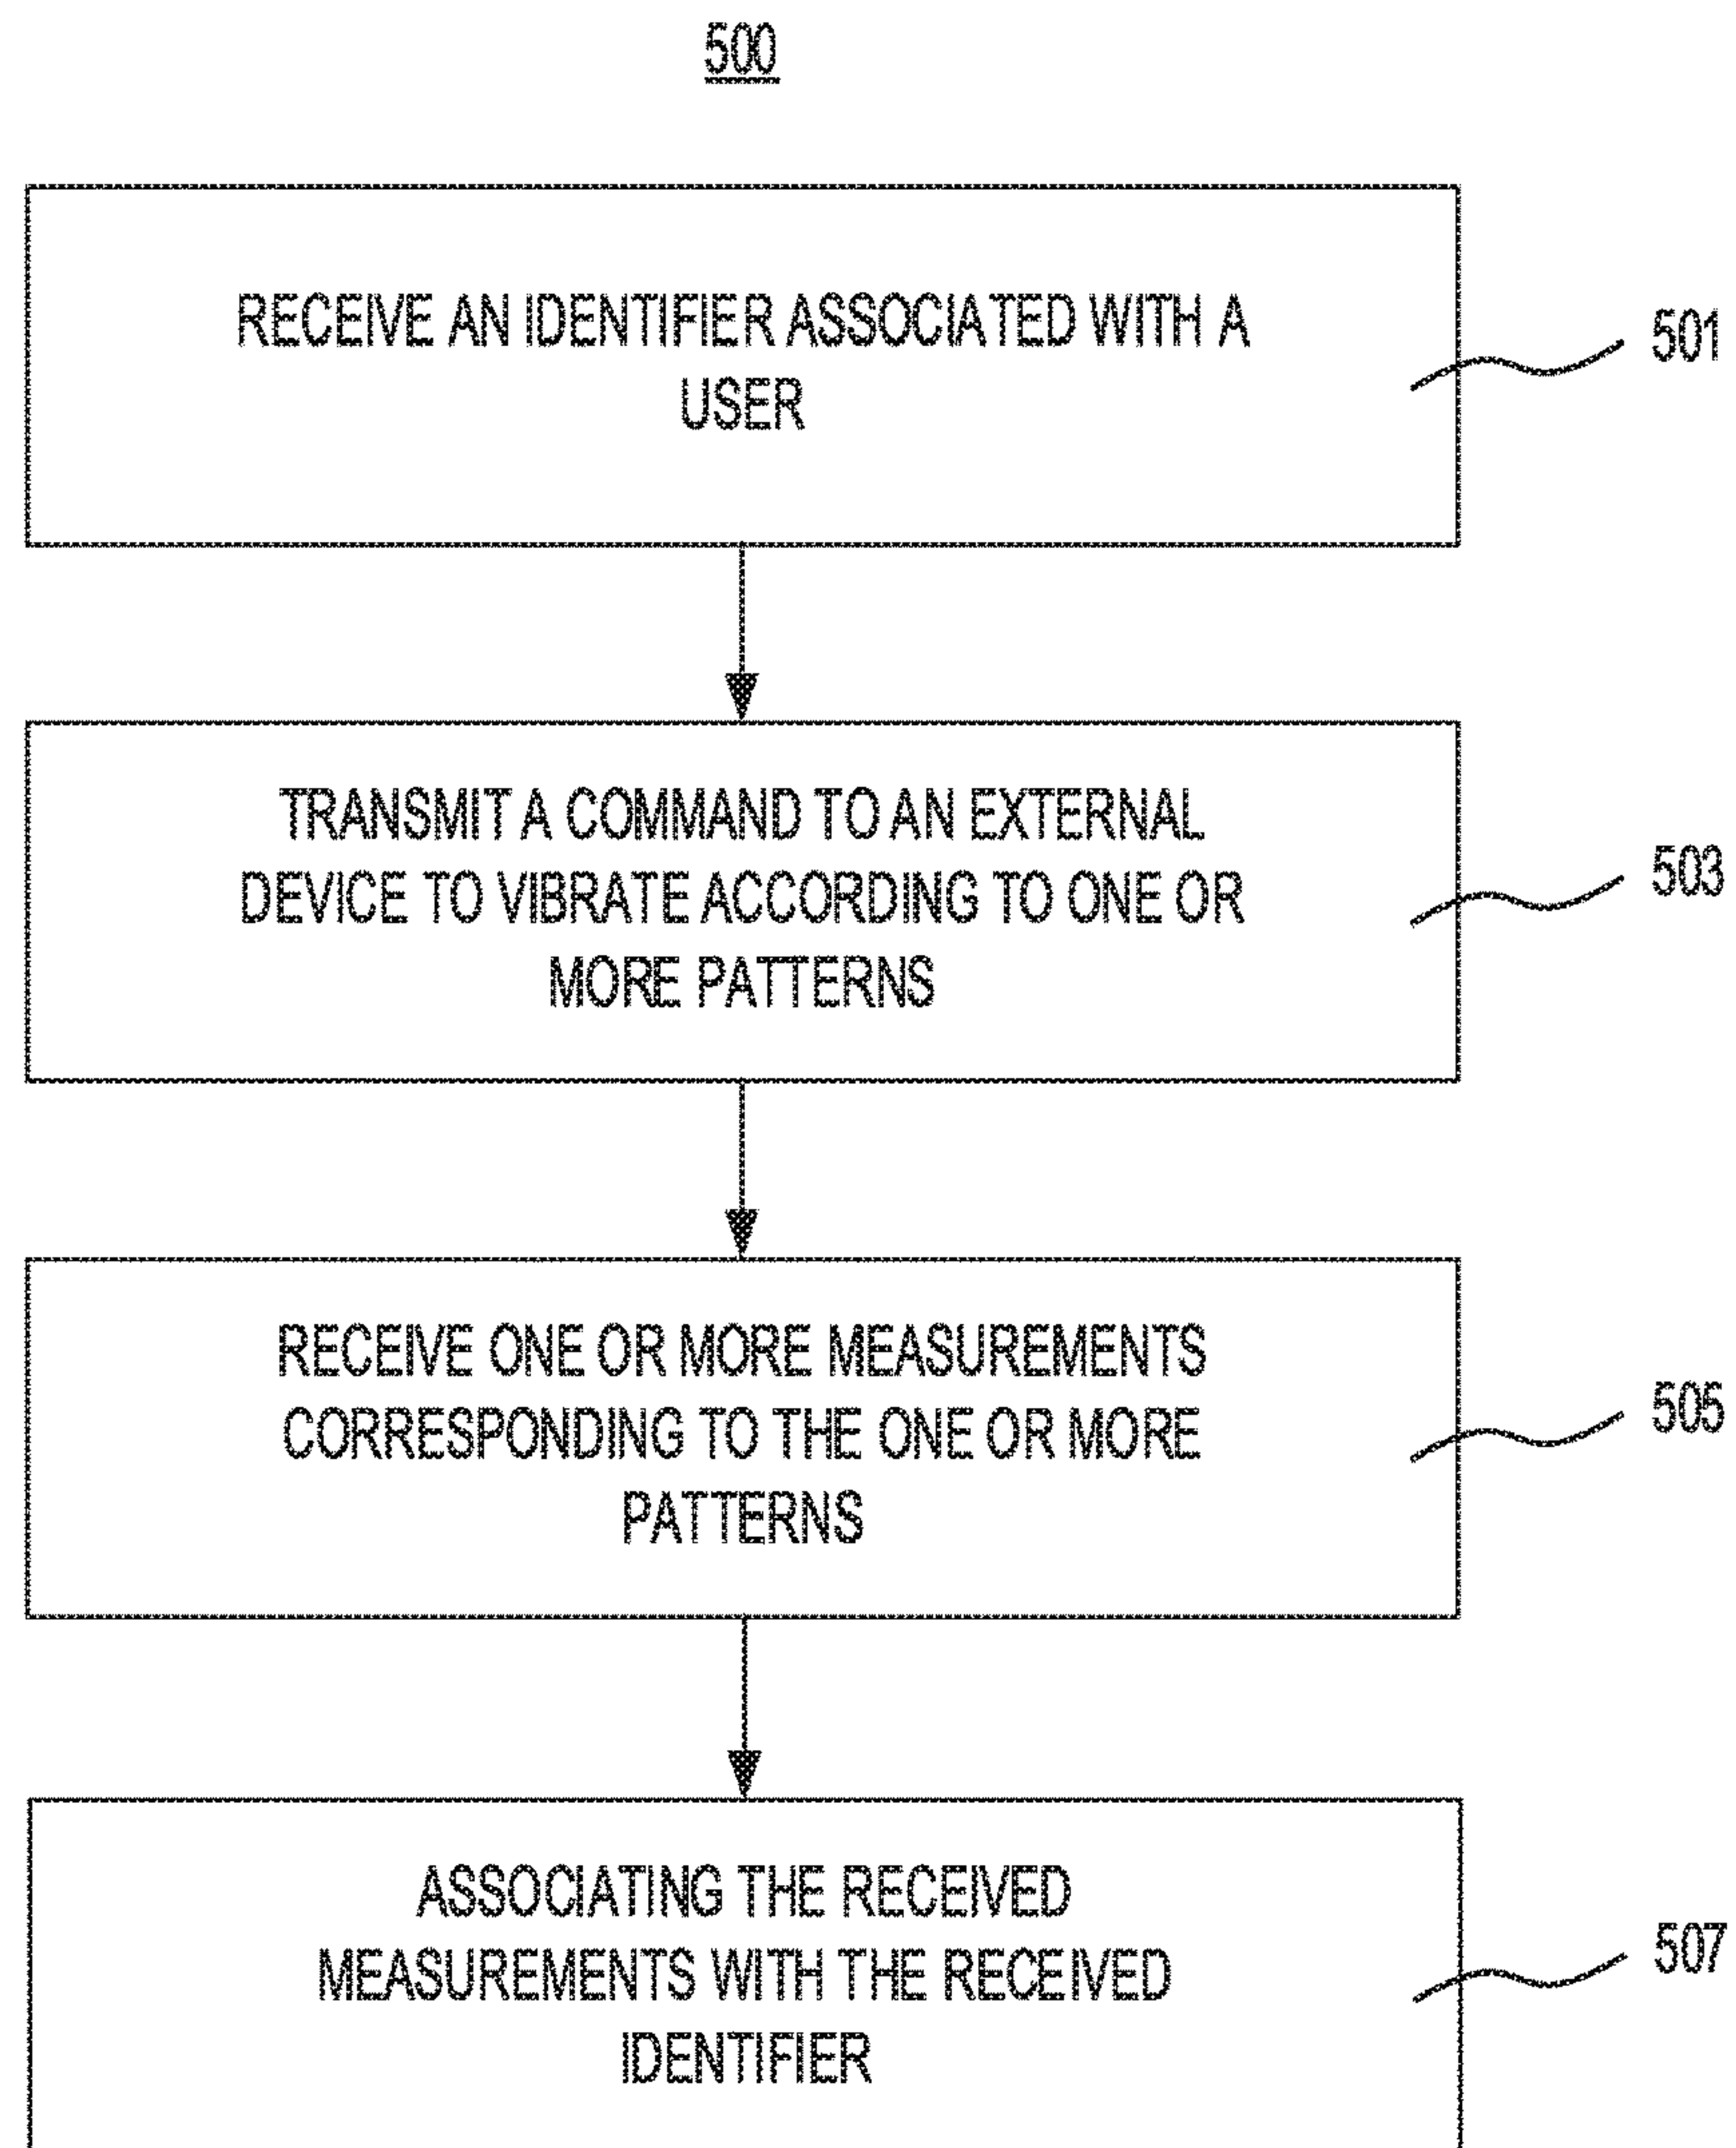 500
RECEIVE AN IDENTIFIER ASSOCIATED WITH A
USER
501
TRANSMIT A COMMAND TO AN EXTERNAL
DEVICE TO VIBRATE ACCORDING TO ONE OR
MORE PATTERNS
503
RECEIVE ONE OR MORE MEASUREMENTS
CORRESPONDING TO THE ONE OR MORE
PATTERNS
505
ASSOCIATING THE RECEIVED
MEASUREMENTS WITH THE RECEIVED
IDENTIFIER
507